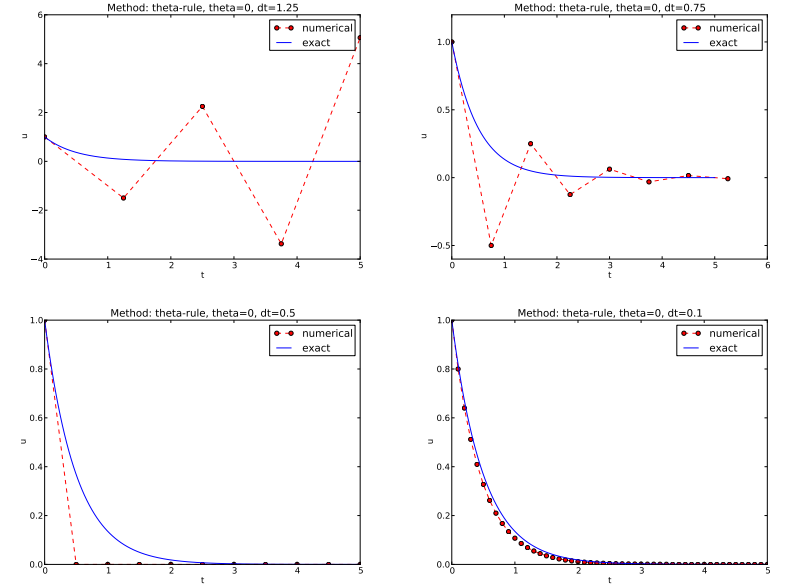 Method: theta-rule, theta=0, dt=1.25
6
4
2
0
−2
−4
u
numerical
exact
0 1 2 3 4 5
t
Method: theta-rule, theta=0, dt=0.75
1.0
0.5
0.0
−0.5
u
numerical
exact
0 1 2 3 4 5 6
t
Method: theta-rule, theta=0, dt=0.5
1.0
0.8
0.6
0.4
0.2
0.0
u
numerical
exact
0 1 2 3 4 5
t
Method: theta-rule, theta=0, dt=0.1
1.0
0.8
0.6
0.4
0.2
0.0
u
numerical
exact
0 1 2 3 4 5
t